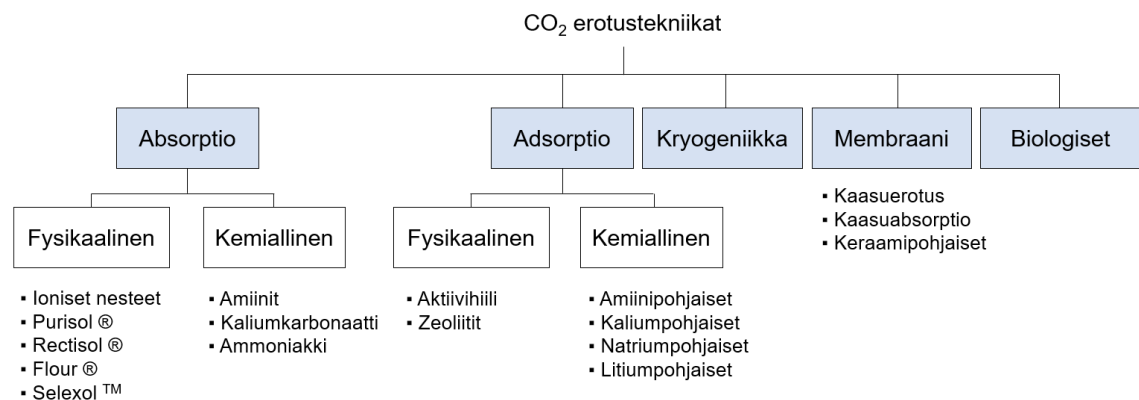 CO₂ erotustekniikat
Absorptio
Adsorptio
Kryogeniikka
Membraani
Biologiset
Fysikaalinen
Kemiallinen
Fysikaalinen
Kemiallinen
▪ Kaasuerotus
▪ Kaasuabsorptio
▪ Keraamipohjaiset
▪ Ioniset nesteet
▪ Purisol ®
▪ Rectisol ®
▪ Flour ®
▪ Selexol ™
▪ Amiinit
▪ Kaliumkarbonaatti
▪ Ammoniakki
▪ Aktiivihiili
▪ Zeoliitit
▪ Amiinipohjaiset
▪ Kaliumpohjaiset
▪ Natriumpohjaiset
▪ Litiumpohjaiset